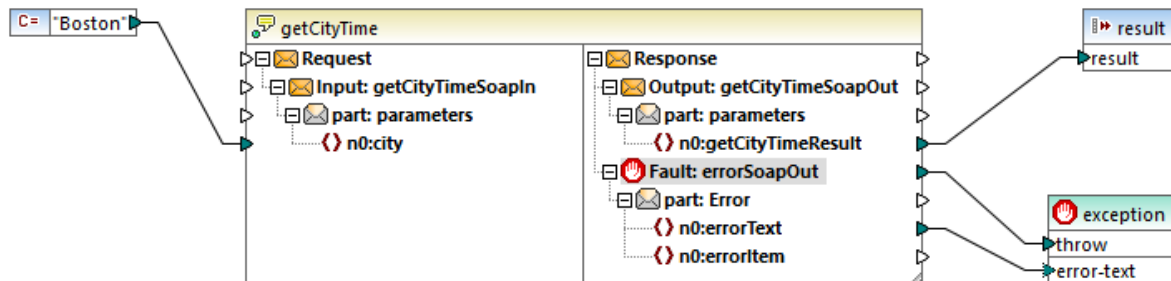 C= "Boston"
getCityTime
Request
Input: getCityTimeSoapIn
part: parameters
n0:city
Response
Output: getCityTimeSoapOut
part: parameters
n0:getCityTimeResult
Fault: errorSoapOut
part: Error
n0:errorText
n0:errorItem
result
result
exception
throw
error-text